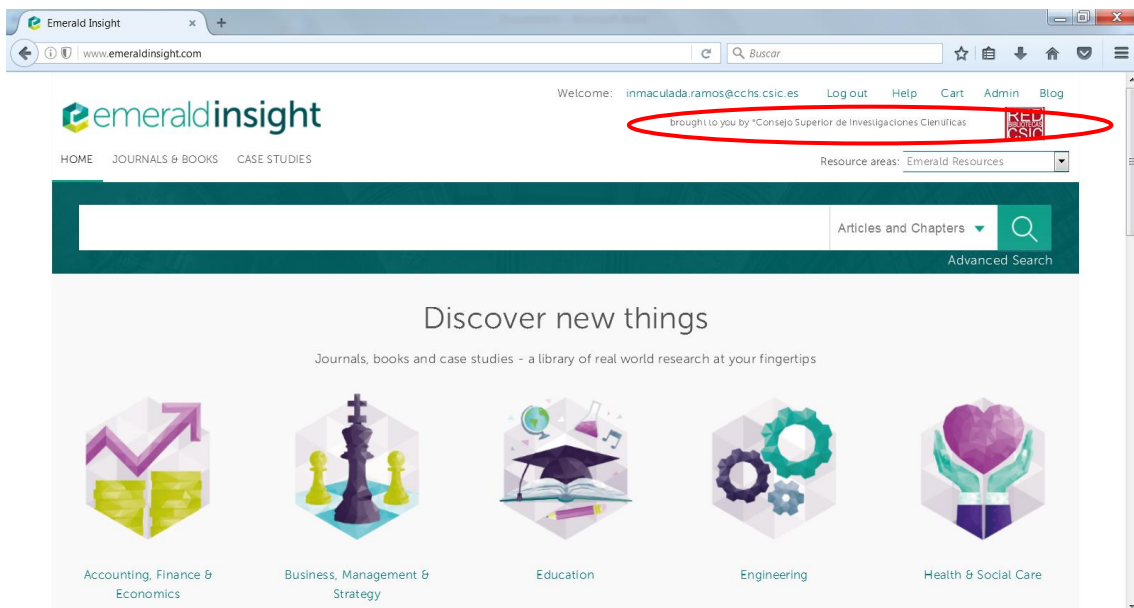 Emerald Insight
www.emeraldinsight.com
Buscar
emeraldinsight
Welcome: inmaculada.ramos@cchs.csic.es Log out Help Cart Admin Blog
brought to you by *Consejo Superior de Investigaciones Científicas
RED
BIBLIOTECAS
CSIC
HOME JOURNALS & BOOKS CASE STUDIES
Resource areas: Emerald Resources
Articles and Chapters
Advanced Search
Discover new things
Journals, books and case studies - a library of real world research at your fingertips
Accounting, Finance &
Economics
Business, Management &
Strategy
Education
Engineering
Health & Social Care